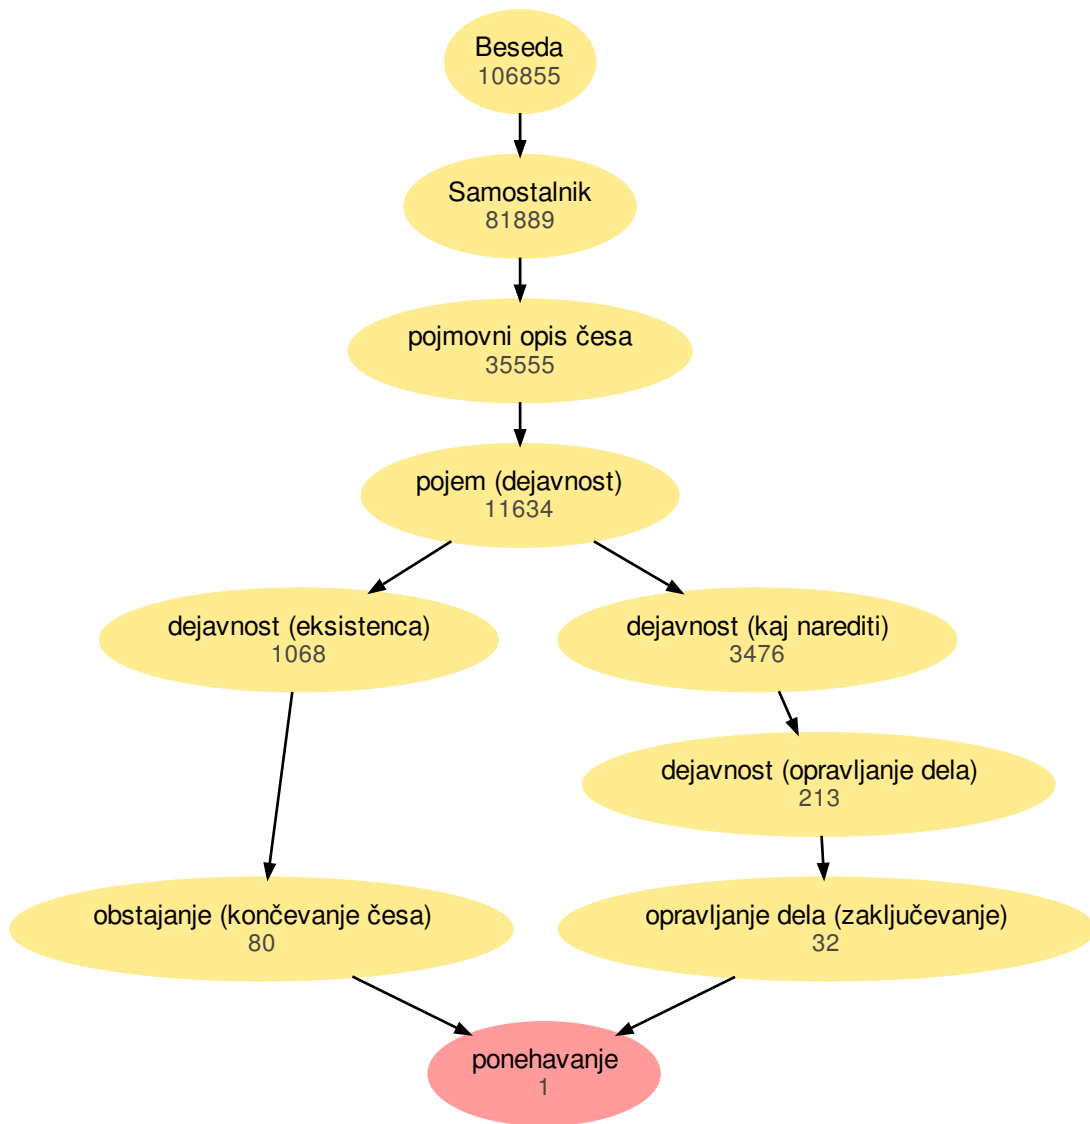 Beseda
106855
Samostalnik
81889
pojmovni opis česa
35555
pojem (dejavnost)
11634
dejavnost (eksistenca)
1068
dejavnost (kaj narediti)
3476
dejavnost (opravljanje dela)
213
obstajanje (končevanje česa)
80
opravljanje dela (zaključevanje)
32
ponehavanje
1